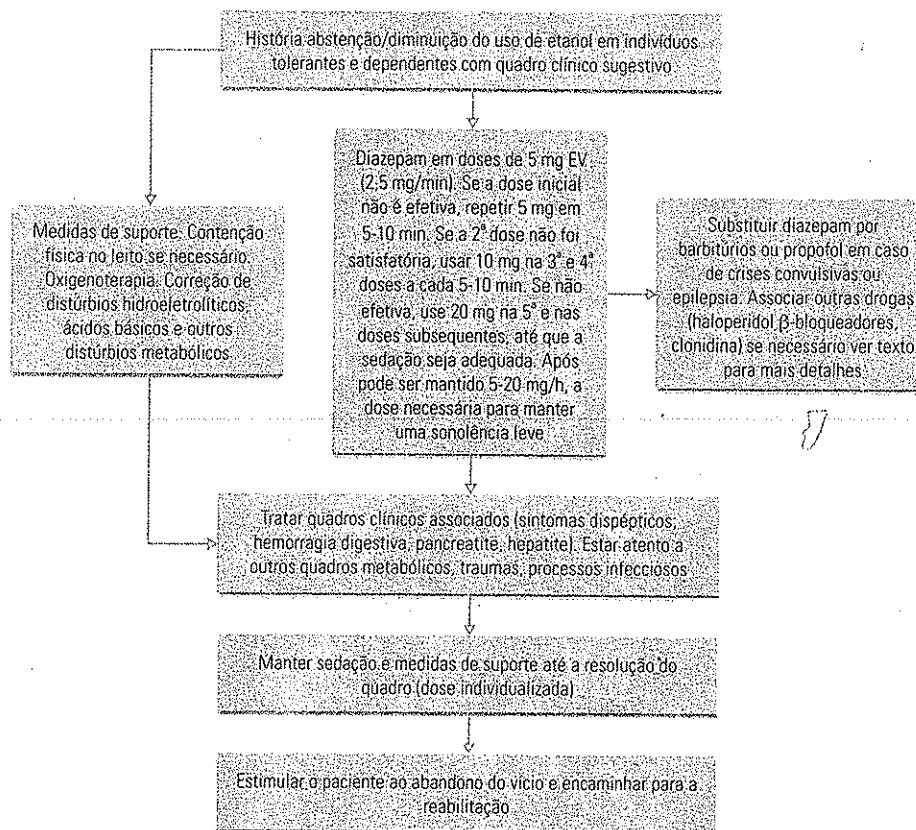 História abstenção/diminuição do uso de etanol em indivíduos
tolerantes e dependentes com quadro clínico sugestivo
Medidas de suporte. Contenção
física no leito se necessário.
Oxigenoterapia. Correção de
distúrbios hidroeletrolíticos,
ácidos básicos e outros
distúrbios metabólicos
Diazepam em doses de 5 mg EV
(2,5 mg/min). Se a dose inicial
não é efetiva, repetir 5 mg em
5-10 min. Se a 2ª dose não foi
satisfatória, usar 10 mg na 3ª e 4ª
doses a cada 5-10 min. Se não
efetiva, use 20 mg na 5ª e nas
doses subsequentes, até que a
sedação seja adequada. Após
pode ser mantido 5-20 mg/h, a
dose necessária para manter
uma sonolência leve
Substituir diazepam por
barbitúrios ou propofol em caso
de crises convulsivas ou
epilepsia. Associar outras drogas
(haloperidol, β-bloqueadores,
clonidina) se necessário ver texto
para mais detalhes
Tratar quadros clínicos associados (sintomas dispépticos,
hemorragia digestiva, pancreatite, hepatite). Estar atento a
outros quadros metabólicos, traumas, processos infecciosos
Manter sedação e medidas de suporte até a resolução do
quadro (dose individualizada)
Estimular o paciente ao abandono do vício e encaminhar para a
reabilitação